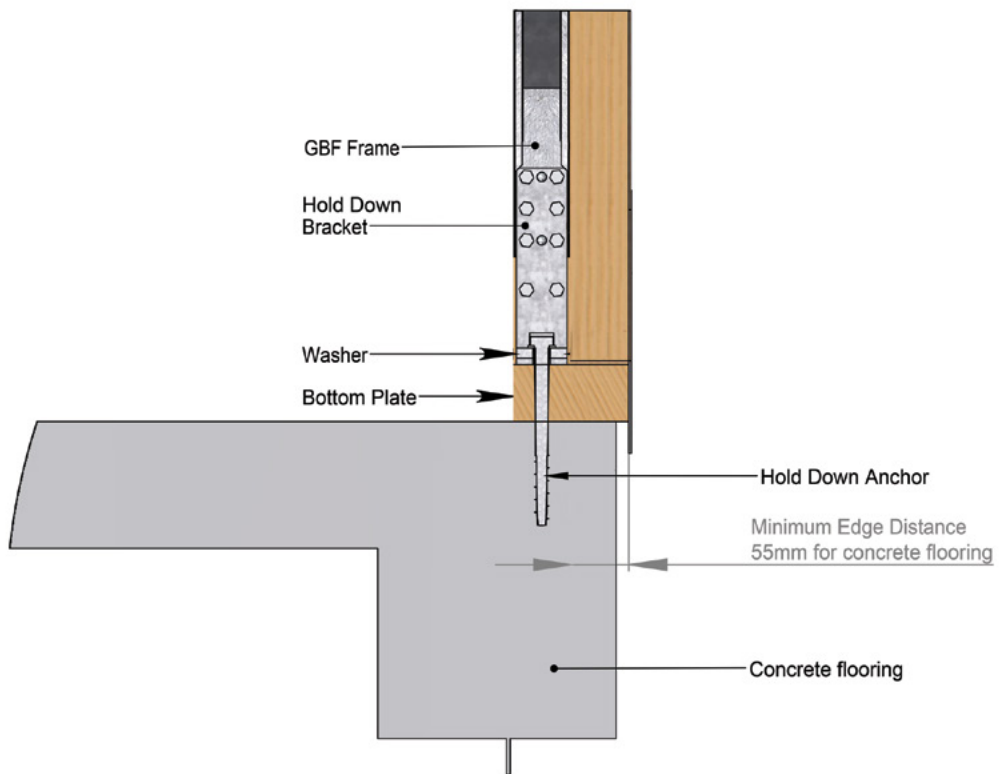 GBF Frame
Hold Down
Bracket
Washer
Bottom Plate
Hold Down Anchor
Minimum Edge Distance
55mm for concrete flooring
Concrete flooring